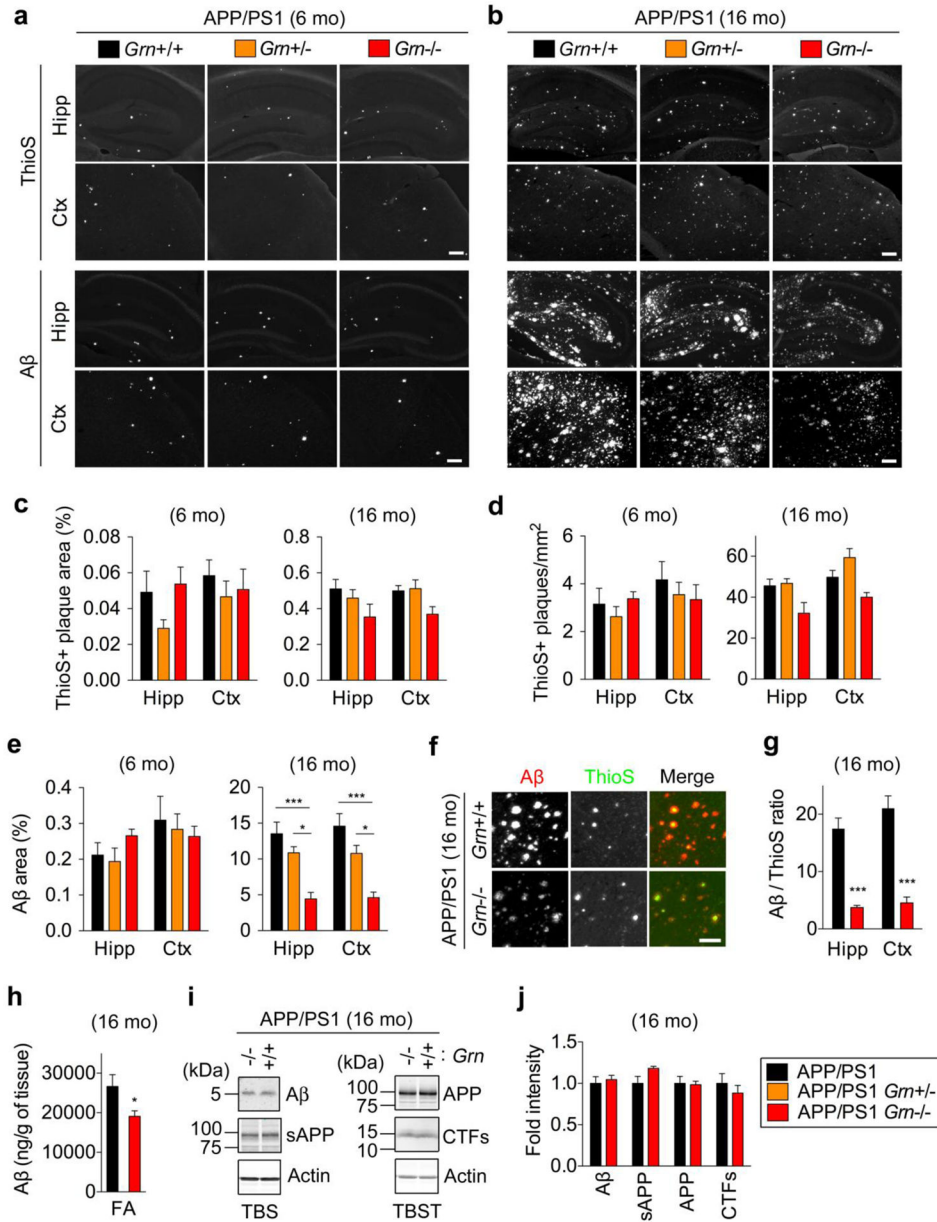 a
APP/PS1 (6 mo)
Grn+/+ Grn+/- Grn-/-
ThioS
Hipp
Ctx
Aβ
Hipp
Ctx
b
APP/PS1 (16 mo)
Grn+/+ Grn+/- Grn-/-
c
(6 mo) (16 mo)
ThioS+ plaque area (%)
0.08
0.06
0.04
0.02
0.00
Hipp Ctx
0.8
0.6
0.4
0.2
0.0
Hipp Ctx
d
(6 mo) (16 mo)
ThioS+ plaques/mm²
6
4
2
0
Hipp Ctx
60
40
20
0
Hipp Ctx
e
(6 mo) (16 mo)
Aβ area (%)
0.4
0.3
0.2
0.1
0.0
Hipp Ctx
20
15
10
5
0
*** ***
* *
Hipp Ctx
f
Aβ ThioS Merge
APP/PS1 (16 mo)
Grn+/+
Grn-/-
g
(16 mo)
Aβ / ThioS ratio
20
10
0
*** ***
Hipp Ctx
h
(16 mo)
Aβ (ng/g of tissue)
30000
20000
10000
0
*
FA
i
APP/PS1 (16 mo)
(kDa) -/- +/+ (kDa) -/- +/+ : Grn
5 Aβ
100 sAPP
75
Actin
TBS
100 APP
75
15 CTFs
10
Actin
TBST
j
(16 mo)
Fold intensity
1.5
1.0
0.5
0.0
Aβ
sAPP
APP
CTFs
APP/PS1
APP/PS1 Grn+/-
APP/PS1 Grn-/-